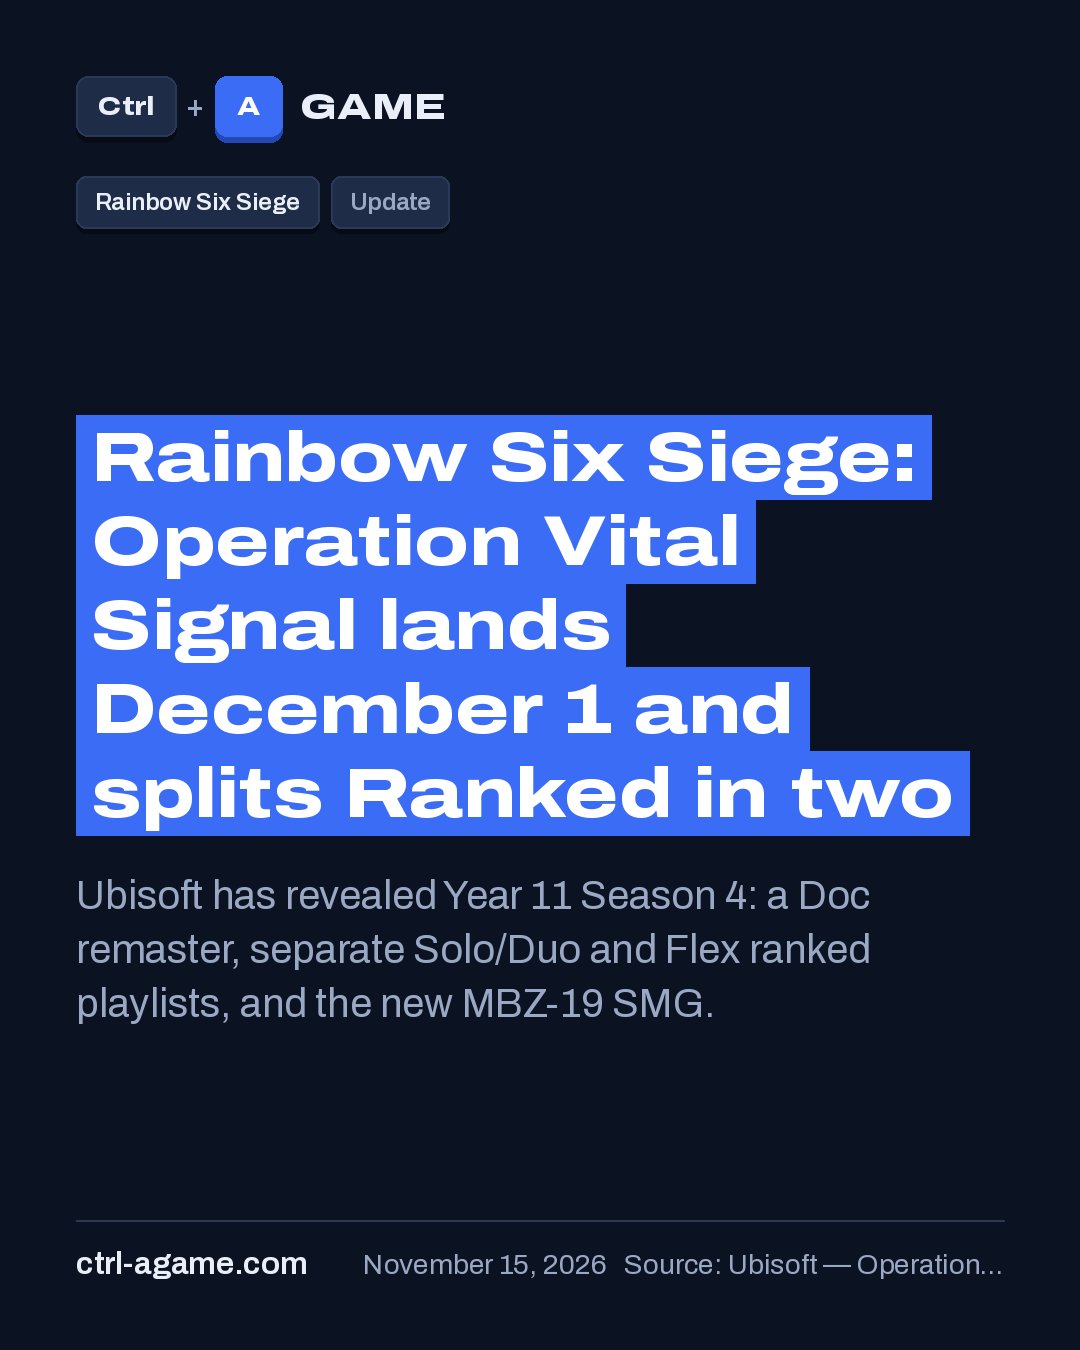 Ctrl + A GAME
Rainbow Six Siege Update
Rainbow Six Siege:
Operation Vital
Signal lands
December 1 and
splits Ranked in two
Ubisoft has revealed Year 11 Season 4: a Doc
remaster, separate Solo/Duo and Flex ranked
playlists, and the new MBZ-19 SMG.
ctrl-agame.com November 15, 2026 Source: Ubisoft — Operation...